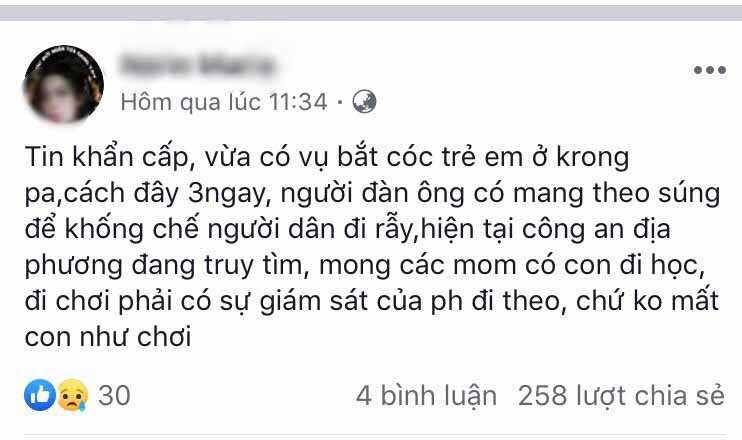 Hôm qua lúc 11:34 ·
Tin khẩn cấp, vừa có vụ bắt cóc trẻ em ở krong
pa,cách đây 3ngay, người đàn ông có mang theo súng
để khống chế người dân đi rẫy,hiện tại công an địa
phương đang truy tìm, mong các mom có con đi học,
đi chơi phải có sự giám sát của ph đi theo, chứ ko mất
con như chơi
30 4 bình luận 258 lượt chia sẻ